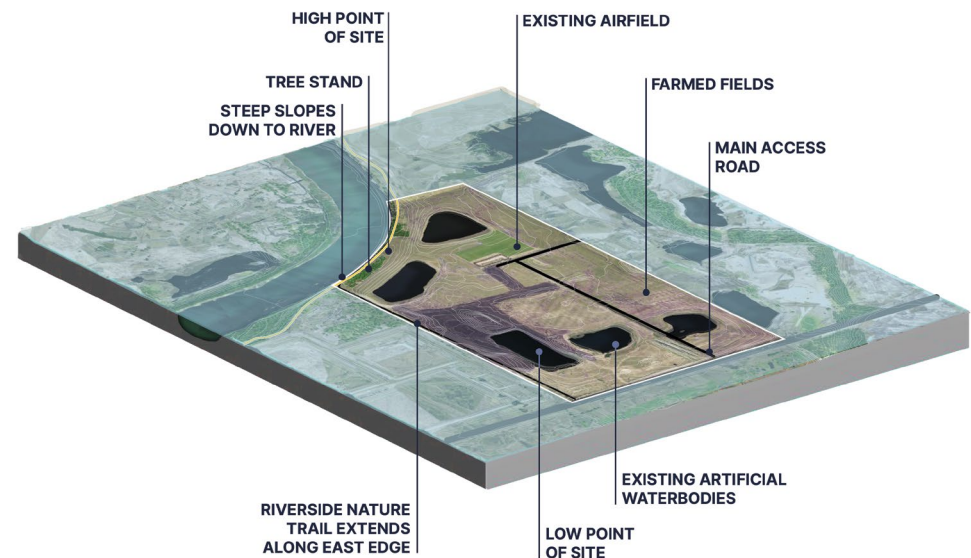 HIGH POINT
OF SITE
EXISTING AIRFIELD
TREE STAND
FARMED FIELDS
STEEP SLOPES
DOWN TO RIVER
MAIN ACCESS
ROAD
EXISTING ARTIFICIAL
WATERBODIES
RIVERSIDE NATURE
TRAIL EXTENDS
ALONG EAST EDGE
LOW POINT
OF SITE